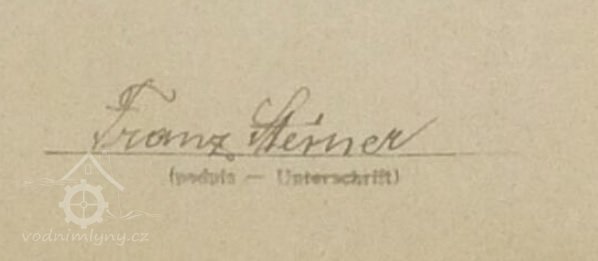 Franz Steiner
(podpis — Unterschrift)
vodnimlyny.cz